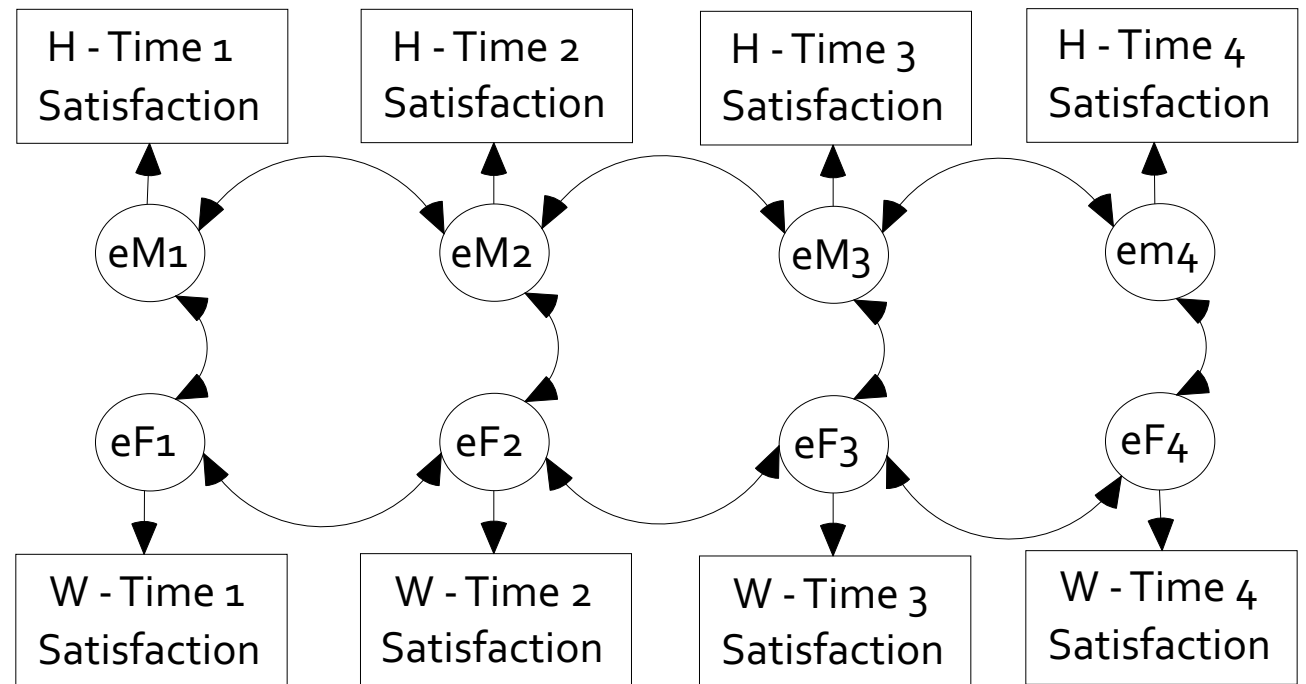 H - Time 1
Satisfaction
H - Time 2
Satisfaction
H - Time 3
Satisfaction
H - Time 4
Satisfaction
eM1
eM2
eM3
em4
eF1
eF2
eF3
eF4
W - Time 1
Satisfaction
W - Time 2
Satisfaction
W - Time 3
Satisfaction
W - Time 4
Satisfaction